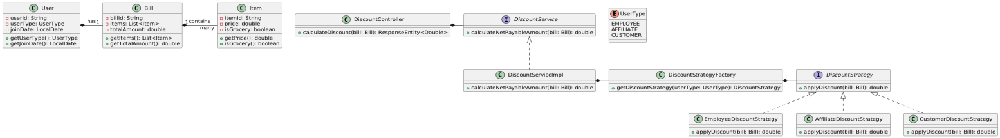 C User
userId: String
userType: UserType
joinDate: LocalDate
getUserType(): UserType
getJoinDate(): LocalDate
has 1
C Bill
billId: String
items: List<Item>
totalAmount: double
getItems(): List<Item>
getTotalAmount(): double
1 contains
many
C Item
itemId: String
price: double
isGrocery: boolean
getPrice(): double
isGrocery(): boolean
C DiscountController
calculateDiscount(bill: Bill): ResponseEntity<Double>
I DiscountService
calculateNetPayableAmount(bill: Bill): double
E UserType
EMPLOYEE
AFFILIATE
CUSTOMER
C DiscountServiceImpl
calculateNetPayableAmount(bill: Bill): double
C DiscountStrategyFactory
getDiscountStrategy(userType: UserType): DiscountStrategy
I DiscountStrategy
applyDiscount(bill: Bill): double
C EmployeeDiscountStrategy
applyDiscount(bill: Bill): double
C AffiliateDiscountStrategy
applyDiscount(bill: Bill): double
C CustomerDiscountStrategy
applyDiscount(bill: Bill): double